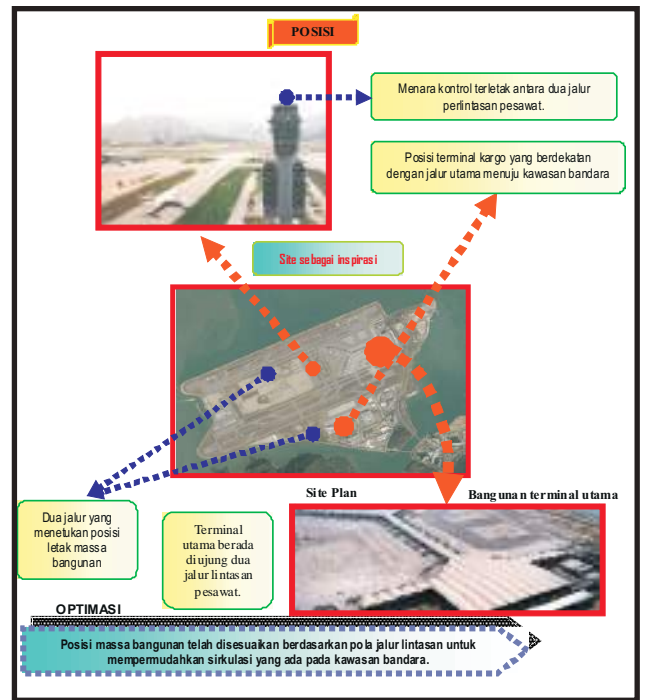 POSISI
Menara kontrol terletak antara dua jalur
perlintasan pesawat.
Posisi terminal kargo yang berdekatan
dengan jalur utama menuju kawasan bandara
Site sebagai inspirasi
Site Plan
Bangunan terminal utama
Dua jalur yang
menetukan posisi
letak massa
bangunan
Terminal
utama berada
diujung dua
jalur lintasan
pesawat.
OPTIMASI
Posisi massa bangunan telah disesuaikan berdasarkan pola jalur lintasan untuk
mempermudahkan sirkulasi yang ada pada kawasan bandara.